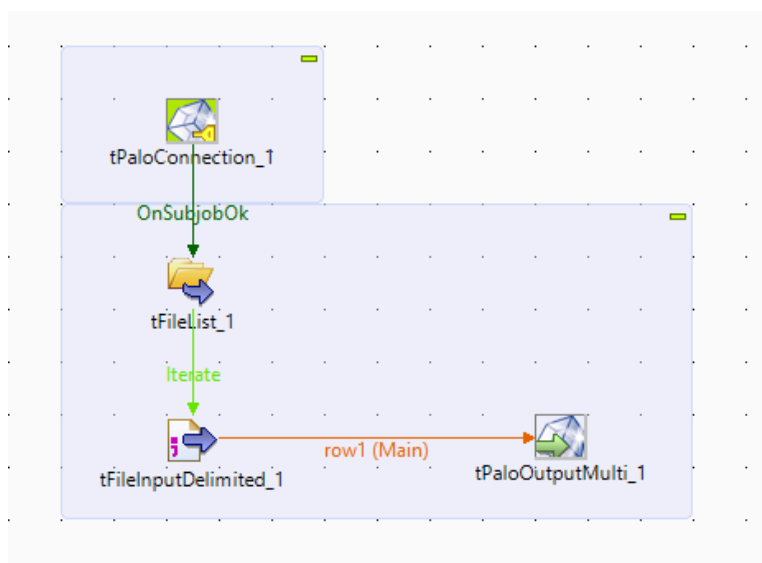 tPaloConnection_1
OnSubjobOk
tFileList_1
Iterate
row1 (Main)
tFileInputDelimited_1
tPaloOutputMulti_1